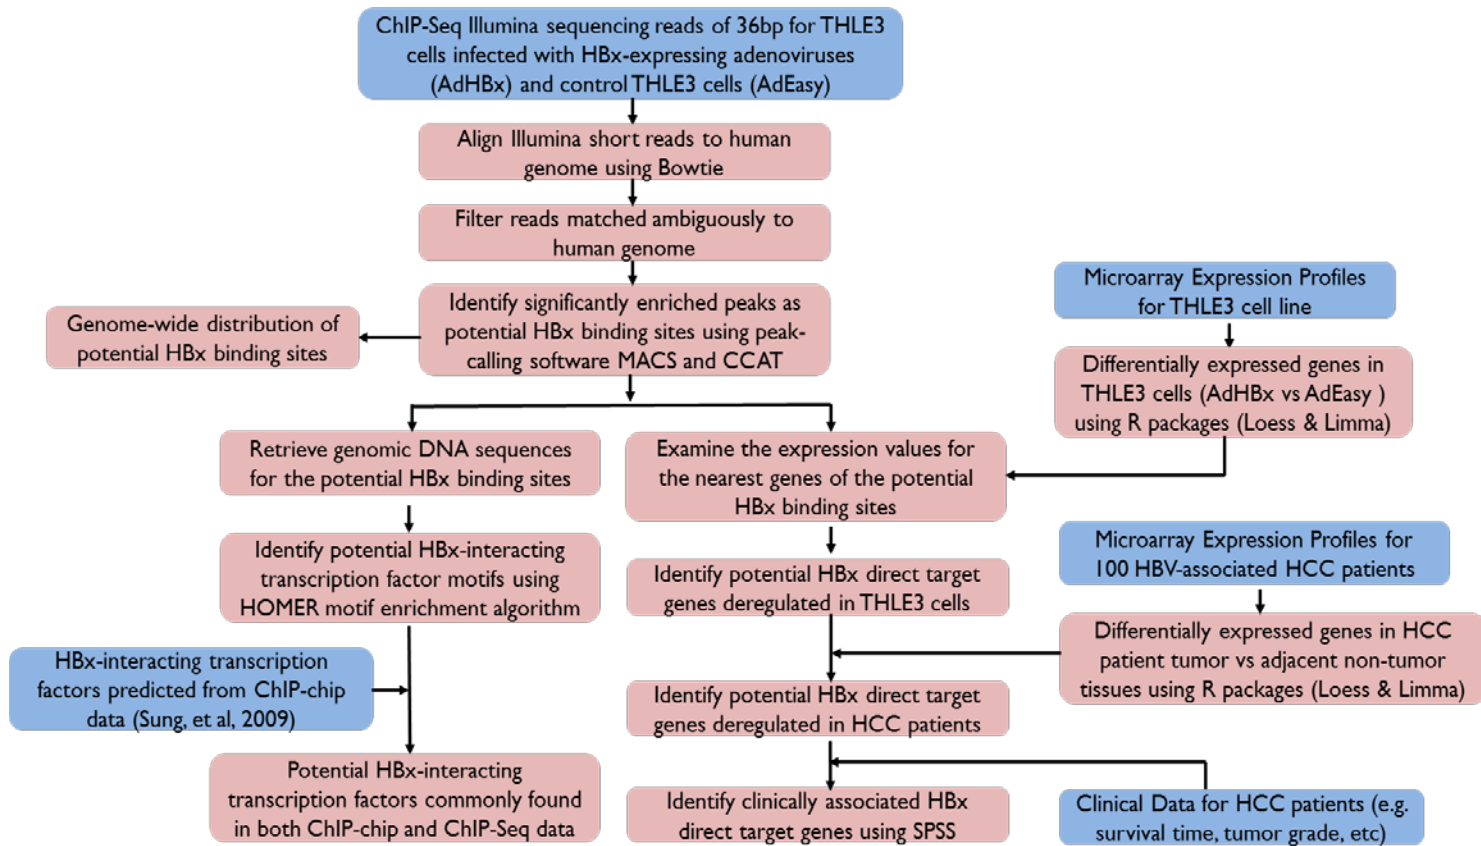 ChIP-Seq Illumina sequencing reads of 36bp for THLE3
cells infected with HBx-expressing adenoviruses
(AdHBx) and control THLE3 cells (AdEasy)
Align Illumina short reads to human
genome using Bowtie
Filter reads matched ambiguously to
human genome
Identify significantly enriched peaks as
potential HBx binding sites using peak-
calling software MACS and CCAT
Genome-wide distribution of
potential HBx binding sites
Microarray Expression Profiles
for THLE3 cell line
Differentially expressed genes in
THLE3 cells (AdHBx vs AdEasy )
using R packages (Loess & Limma)
Retrieve genomic DNA sequences
for the potential HBx binding sites
Examine the expression values for
the nearest genes of the potential
HBx binding sites
Identify potential HBx-interacting
transcription factor motifs using
HOMER motif enrichment algorithm
Identify potential HBx direct target
genes deregulated in THLE3 cells
Microarray Expression Profiles for
100 HBV-associated HCC patients
Differentially expressed genes in HCC
patient tumor vs adjacent non-tumor
tissues using R packages (Loess & Limma)
HBx-interacting transcription
factors predicted from ChIP-chip
data (Sung, et al, 2009)
Identify potential HBx direct target
genes deregulated in HCC patients
Potential HBx-interacting
transcription factors commonly found
in both ChIP-chip and ChIP-Seq data
Identify clinically associated HBx
direct target genes using SPSS
Clinical Data for HCC patients (e.g.
survival time, tumor grade, etc)